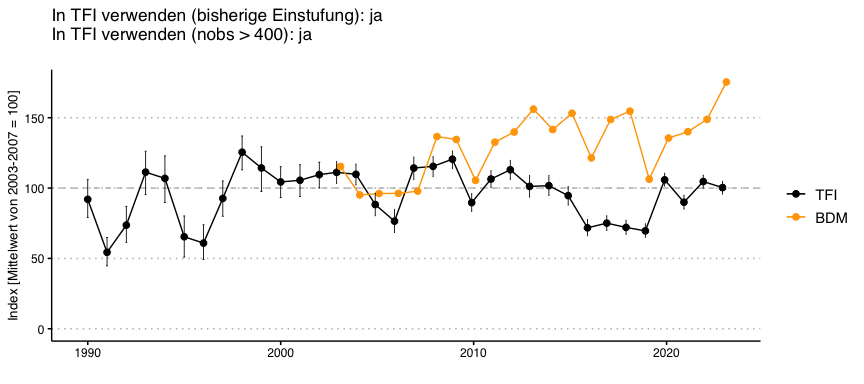 In TFI verwenden (bisherige Einstufung): ja
In TFI verwenden (nobs > 400): ja
Index [Mittelwert von 2003-2007 = 100]
150
100
50
0
1990
2000
2010
2020
TFI
BDM